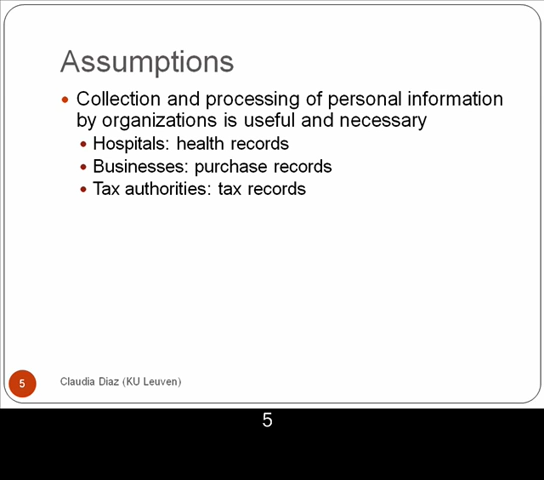 Assumptions
• Collection and processing of personal information
by organizations is useful and necessary
• Hospitals: health records
• Businesses: purchase records
• Tax authorities: tax records
5
Claudia Diaz (KU Leuven)
5